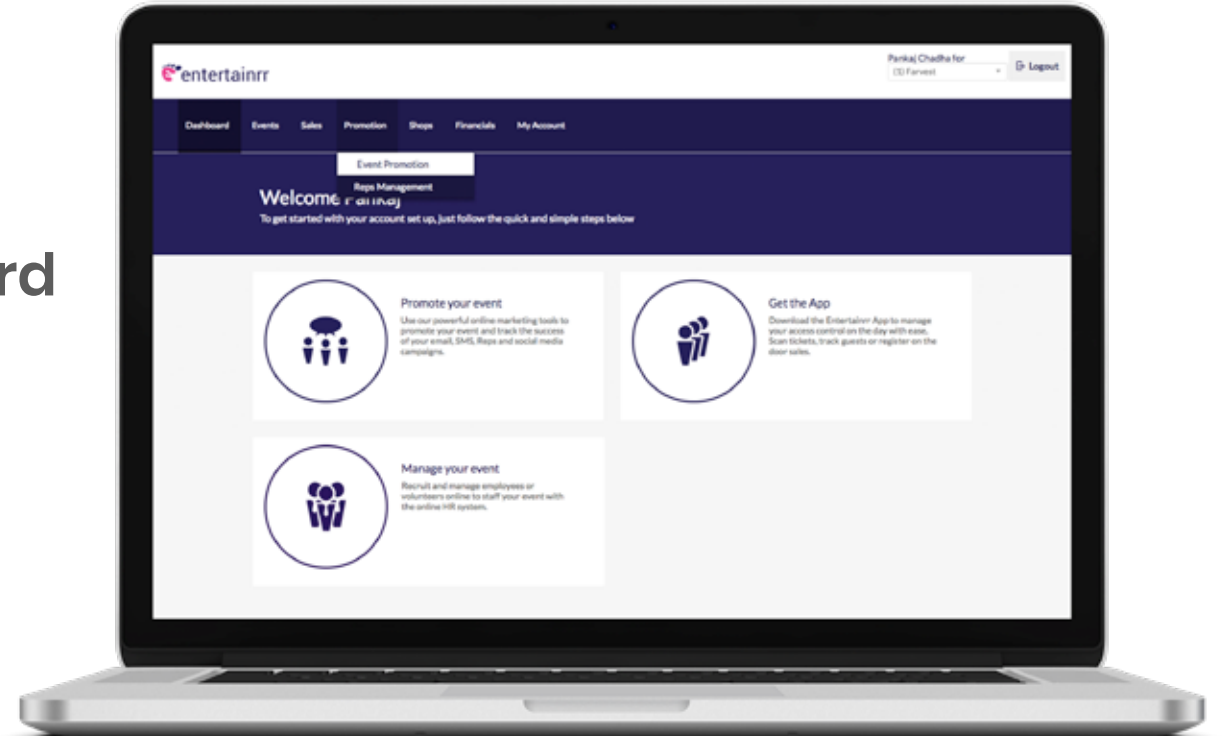 rd
entertainrr
Pankaj Chadha for
(S) Farvest
Logout
Dashboard Events Sales Promotion Shops Financials My Account
Event Promotion
Reps Management
Welcome Pankaj
To get started with your account set up, just follow the quick and simple steps below
Promote your event
Use our powerful online marketing tools to
promote your event and track the success
of your email, SMS, Reps and social media
campaigns.
Get the App
Download the Entertainrr App to manage
your access control on the day with ease.
Scan tickets, track guests or register on the
door sales.
Manage your event
Recruit and manage employees or
volunteers online to staff your event with
the online HR system.